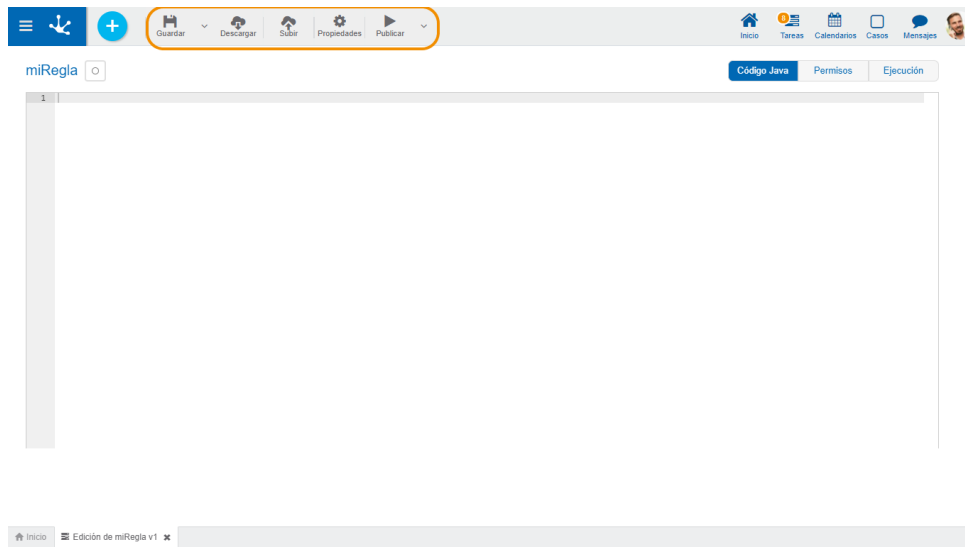 Guardar Descargar Subir Propiedades Publicar Inicio 8 Tareas Calendarios Casos Mensajes
miRegla Código Java Permisos Ejecución
1
Inicio Edición de miRegla v1